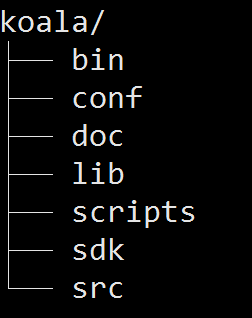 koala/
├── bin
├── conf
├── doc
├── lib
├── scripts
├── sdk
└── src